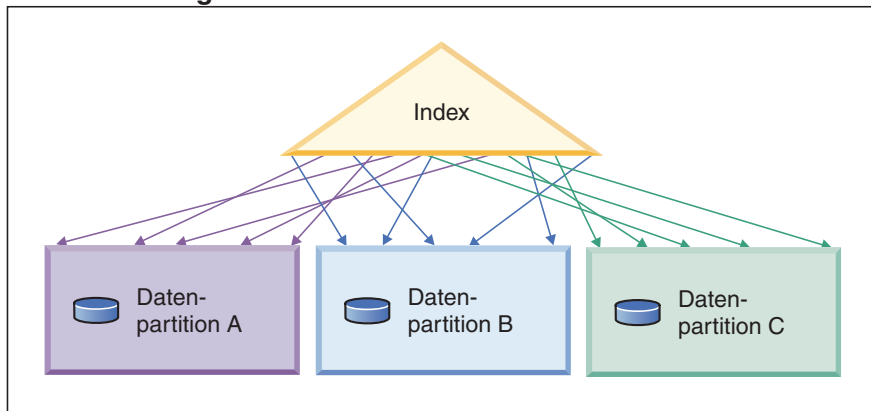 Index
Daten-
partition A
Daten-
partition B
Daten-
partition C